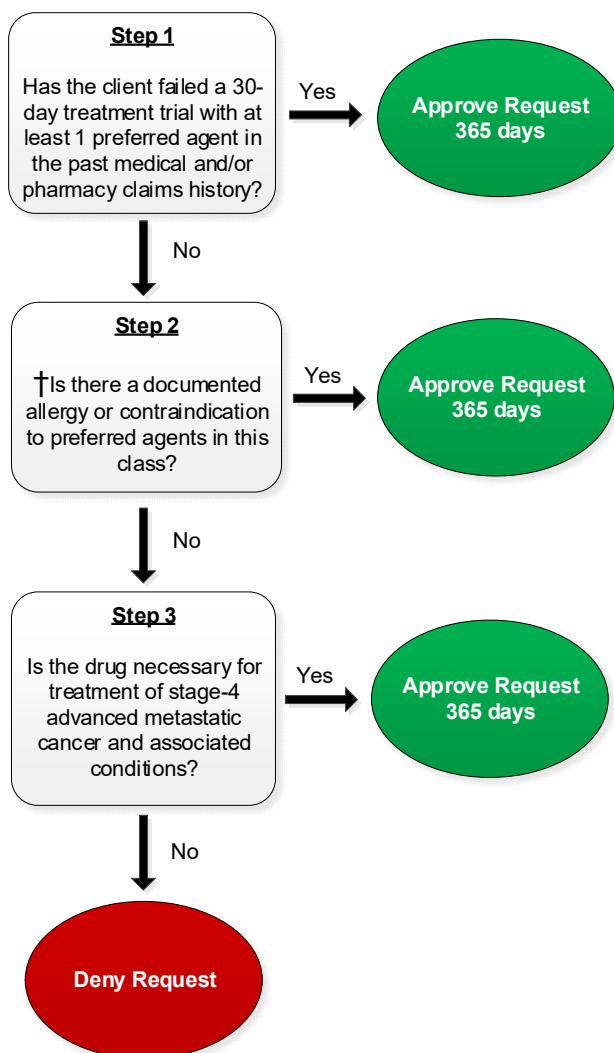 Step 1
Has the client failed a 30-
day treatment trial with at
least 1 preferred agent in
the past medical and/or
pharmacy claims history?
Yes
Approve Request
365 days
No
Step 2
†Is there a documented
allergy or contraindication
to preferred agents in this
class?
Yes
Approve Request
365 days
No
Step 3
Is the drug necessary for
treatment of stage-4
advanced metastatic
cancer and associated
conditions?
Yes
Approve Request
365 days
No
Deny Request